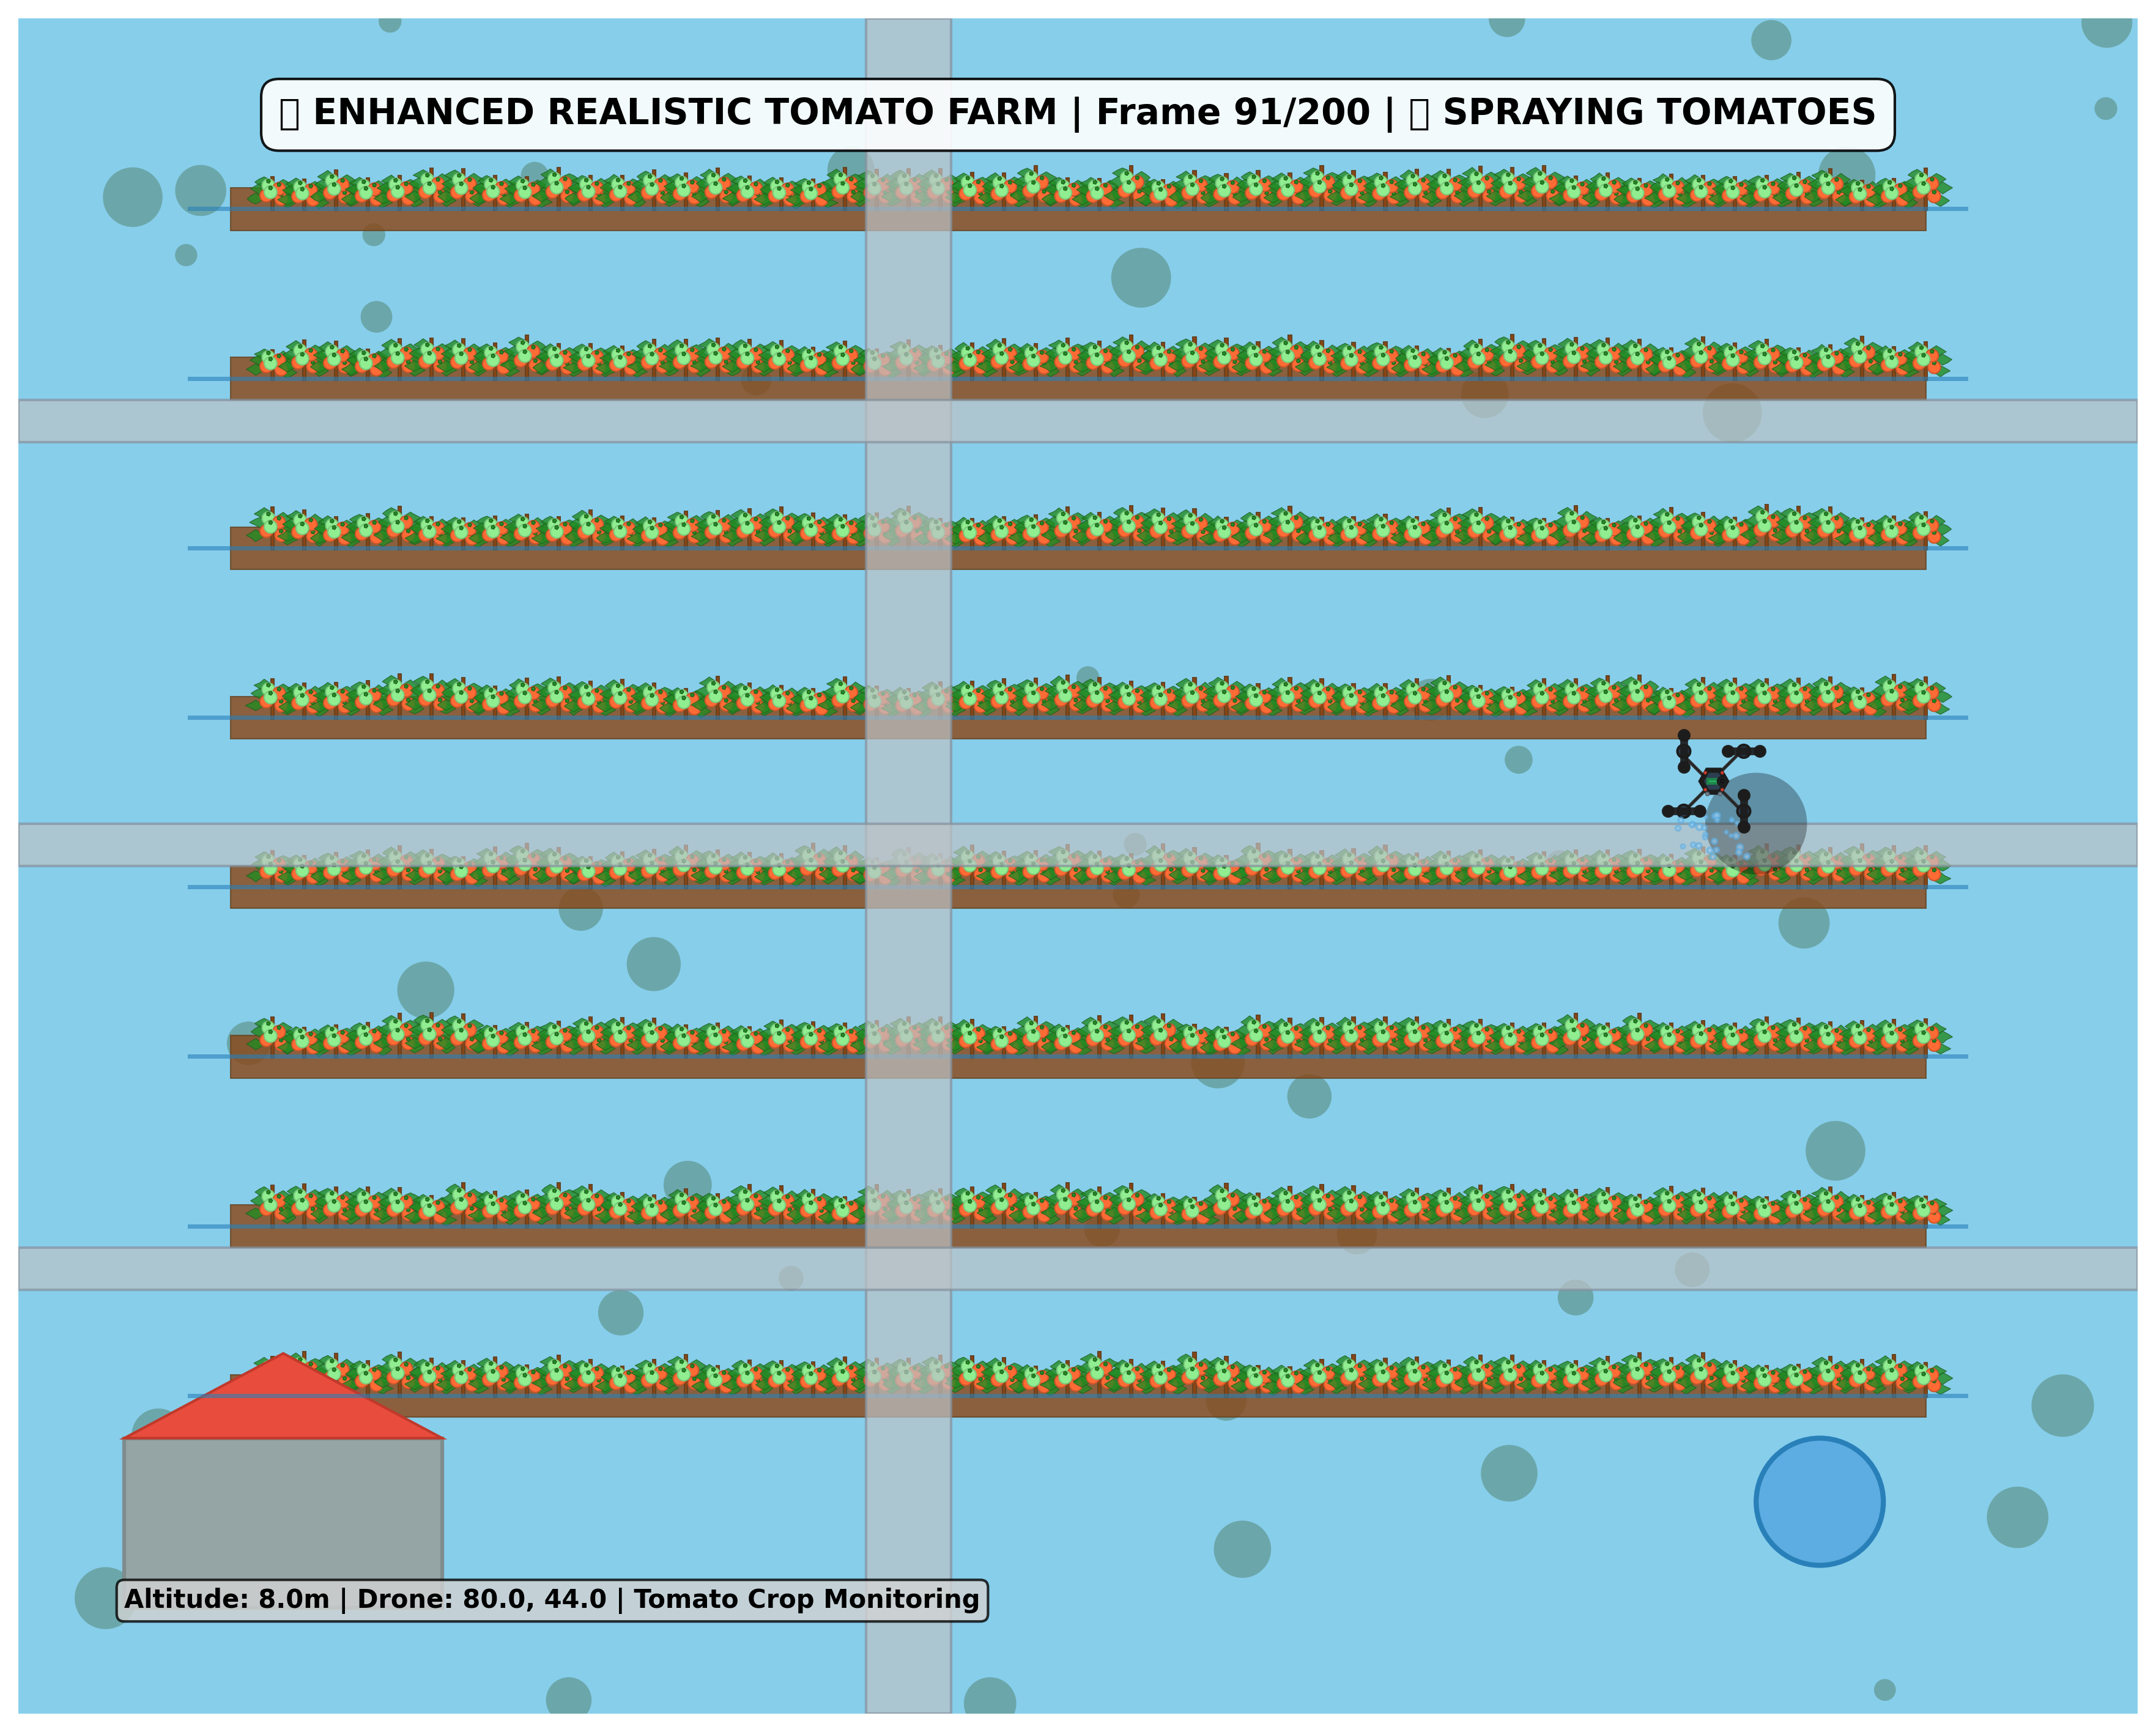 ▯ ENHANCED REALISTIC TOMATO FARM | Frame 91/200 | ▯ SPRAYING TOMATOES
Altitude: 8.0m | Drone: 80.0, 44.0 | Tomato Crop Monitoring